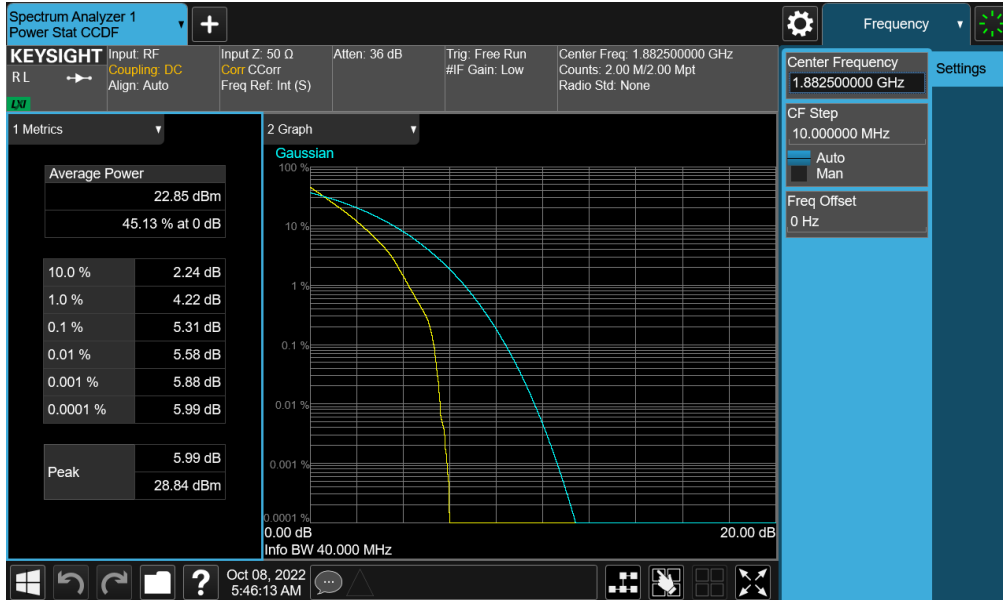 Spectrum Analyzer 1
Power Stat CCDF
Frequency
KEYSIGHT
R L
LXI
Input: RF
Coupling: DC
Align: Auto
Input Z: 50 Ω
Corr CCorr
Freq Ref: Int (S)
Atten: 36 dB
Trig: Free Run
#IF Gain: Low
Center Freq: 1.882500000 GHz
Counts: 2.00 M/2.00 Mpt
Radio Std: None
Center Frequency
1.882500000 GHz
Settings
CF Step
10.000000 MHz
Auto
Man
Freq Offset
0 Hz
1 Metrics
Average Power
22.85 dBm
45.13 % at 0 dB
10.0 % 2.24 dB
1.0 % 4.22 dB
0.1 % 5.31 dB
0.01 % 5.58 dB
0.001 % 5.88 dB
0.0001 % 5.99 dB
Peak
5.99 dB
28.84 dBm
2 Graph
Gaussian
100 %
10 %
1 %
0.1 %
0.01 %
0.001 %
0.0001 %
0.00 dB
20.00 dB
Info BW 40.000 MHz
?
Oct 08, 2022
5:46:13 AM